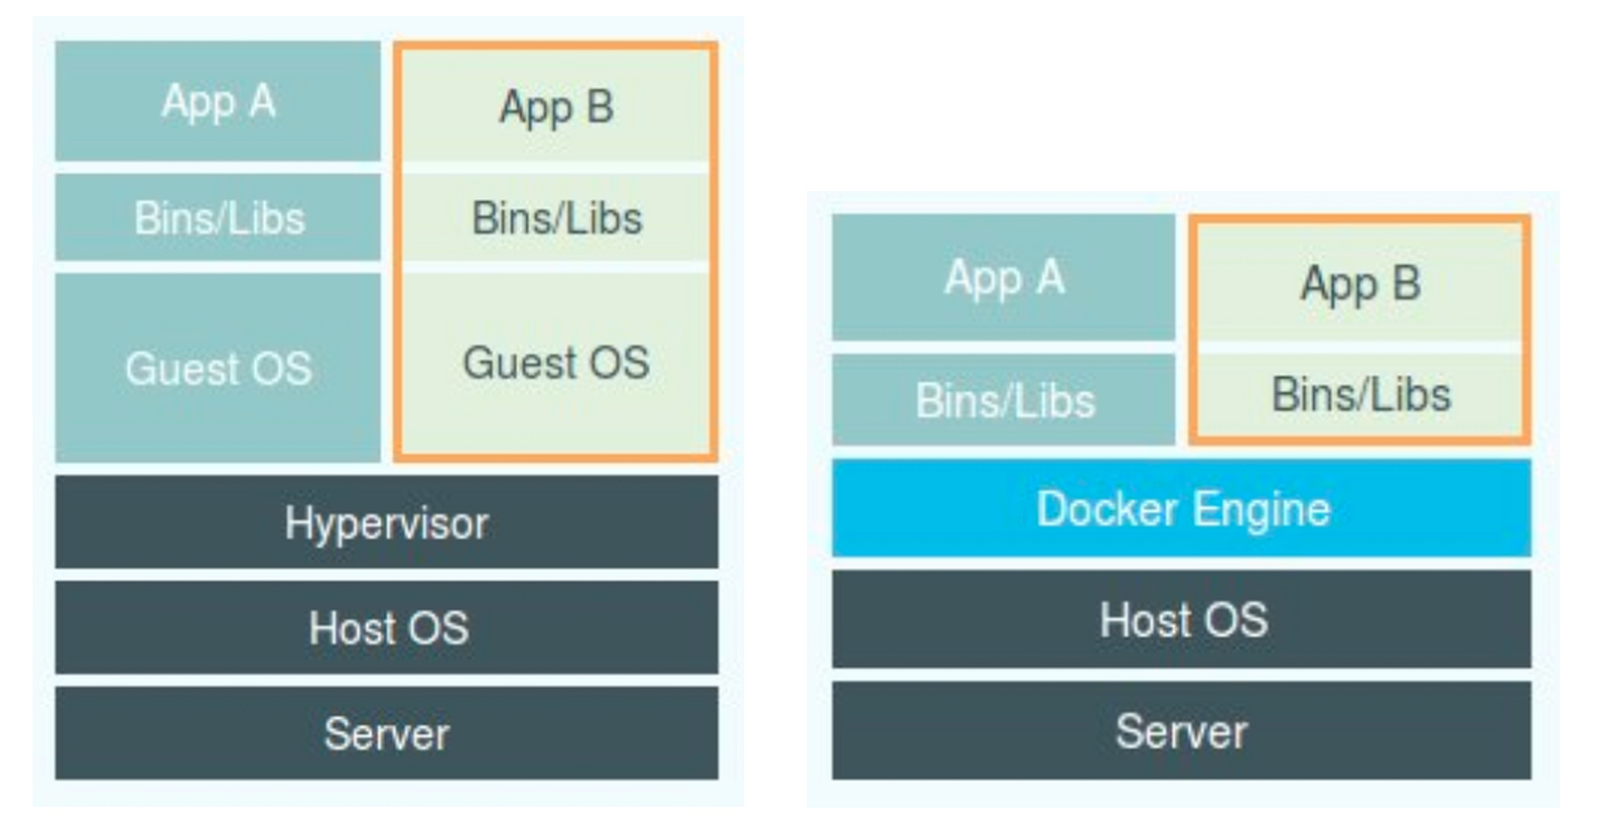 App A
App B
Bins/Libs
Bins/Libs
Guest OS
Guest OS
Hypervisor
Host OS
Server
App A
App B
Bins/Libs
Bins/Libs
Docker Engine
Host OS
Server